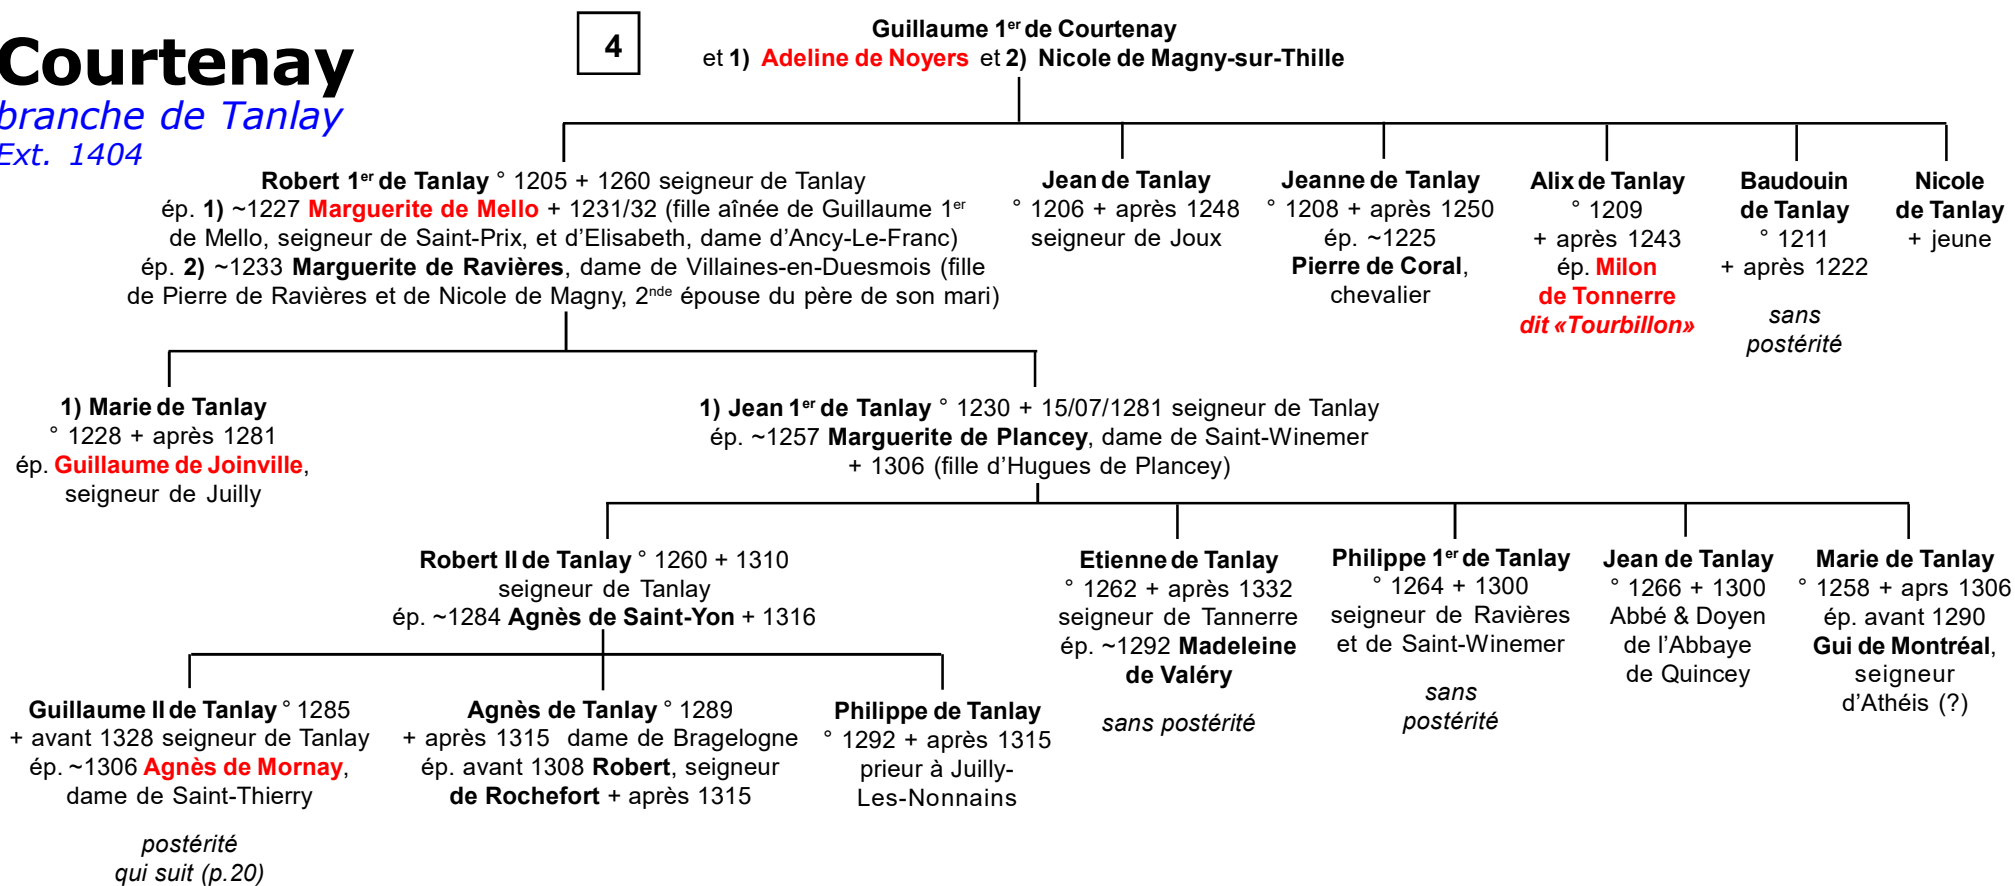 Courtenay
branche de Tanlay
Ext. 1404
4
Guillaume 1er de Courtenay
et 1) Adeline de Noyers et 2) Nicole de Magny-sur-Thille
Robert 1er de Tanlay ° 1205 + 1260 seigneur de Tanlay
ép. 1) ~1227 Marguerite de Mello + 1231/32 (fille aînée de Guillaume 1er
de Mello, seigneur de Saint-Prix, et d’Elisabeth, dame d’Ancy-Le-Franc)
ép. 2) ~1233 Marguerite de Ravières, dame de Villaines-en-Duesmois (fille
de Pierre de Ravières et de Nicole de Magny, 2nde épouse du père de son mari)
Jean de Tanlay
° 1206 + après 1248
seigneur de Joux
Jeanne de Tanlay
° 1208 + après 1250
ép. ~1225
Pierre de Coral,
chevalier
Alix de Tanlay
° 1209
+ après 1243
ép. Milon
de Tonnerre
dit «Tourbillon»
Baudouin
de Tanlay
° 1211
+ après 1222
sans
postérité
Nicole
de Tanlay
+ jeune
1) Marie de Tanlay
° 1228 + après 1281
ép. Guillaume de Joinville,
seigneur de Juilly
1) Jean 1er de Tanlay ° 1230 + 15/07/1281 seigneur de Tanlay
ép. ~1257 Marguerite de Plancey, dame de Saint-Winemer
+ 1306 (fille d’Hugues de Plancey)
Robert II de Tanlay ° 1260 + 1310
seigneur de Tanlay
ép. ~1284 Agnès de Saint-Yon + 1316
Etienne de Tanlay
° 1262 + après 1332
seigneur de Tannerre
ép. ~1292 Madeleine
de Valéry
sans postérité
Philippe 1er de Tanlay
° 1264 + 1300
seigneur de Ravières
et de Saint-Winemer
sans
postérité
Jean de Tanlay
° 1266 + 1300
Abbé & Doyen
de l’Abbaye
de Quincey
Marie de Tanlay
° 1258 + aprs 1306
ép. avant 1290
Gui de Montréal,
seigneur
d’Athéis (?)
Guillaume II de Tanlay ° 1285
+ avant 1328 seigneur de Tanlay
ép. ~1306 Agnès de Mornay,
dame de Saint-Thierry
postérité
qui suit (p.20)
Agnès de Tanlay ° 1289
+ après 1315 dame de Bragelogne
ép. avant 1308 Robert, seigneur
de Rochefort + après 1315
Philippe de Tanlay
° 1292 + après 1315
prieur à Juilly-
Les-Nonnains